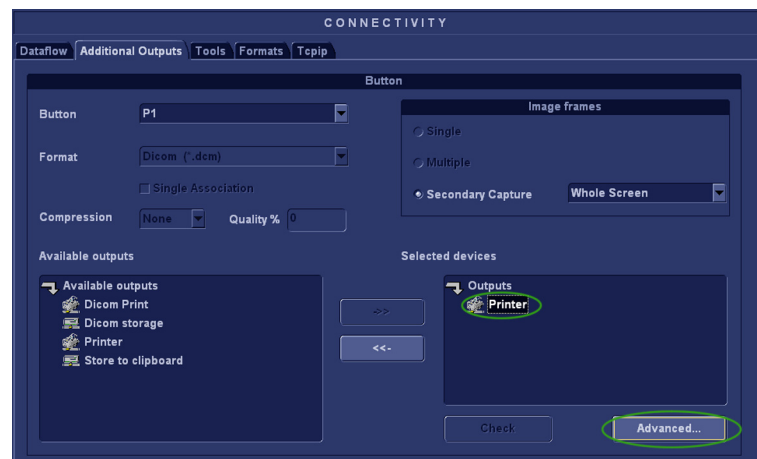 CONNECTIVITY
Dataflow Additional Outputs Tools Formats Tcpip
Button
Button P1
Image frames
Single
Format Dicom (*.dcm)
Multiple
Single Association
Secondary Capture Whole Screen
Compression None Quality % 0
Available outputs
Selected devices
Available outputs
Dicom Print
Dicom storage
Printer
Store to clipboard
->>
<<-
Outputs
Printer
Check
Advanced...